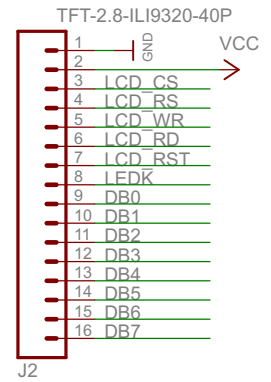 TFT-2.8-ILI9320-40P
1 GND
VCC
2
3 LCD_CS
4 LCD_RS
5 LCD_WR
6 LCD_RD
7 LCD_RST
8 LEDK
9 DB0
10 DB1
11 DB2
12 DB3
13 DB4
14 DB5
15 DB6
16 DB7
J2